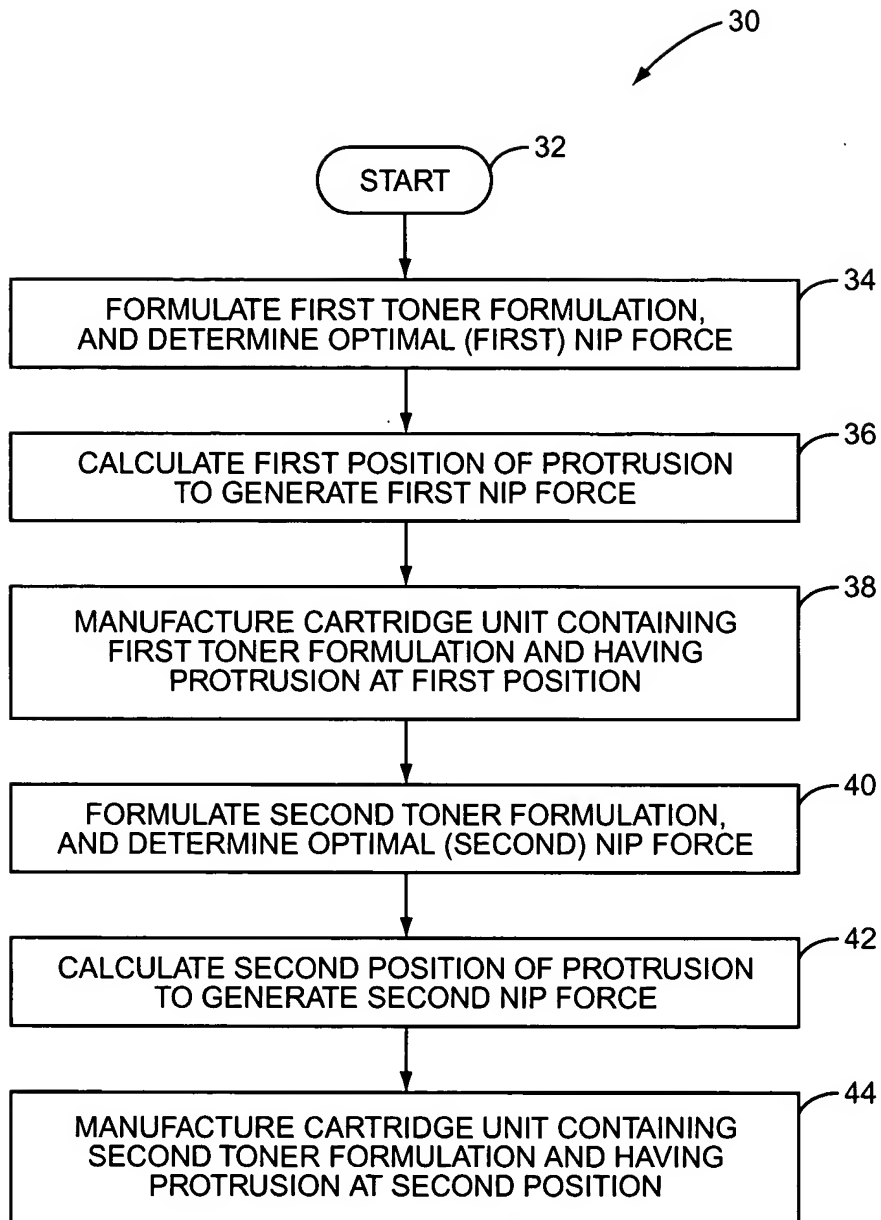 30
32
START
34
FORMULATE FIRST TONER FORMULATION,
AND DETERMINE OPTIMAL (FIRST) NIP FORCE
36
CALCULATE FIRST POSITION OF PROTRUSION
TO GENERATE FIRST NIP FORCE
38
MANUFACTURE CARTRIDGE UNIT CONTAINING
FIRST TONER FORMULATION AND HAVING
PROTRUSION AT FIRST POSITION
40
FORMULATE SECOND TONER FORMULATION,
AND DETERMINE OPTIMAL (SECOND) NIP FORCE
42
CALCULATE SECOND POSITION OF PROTRUSION
TO GENERATE SECOND NIP FORCE
44
MANUFACTURE CARTRIDGE UNIT CONTAINING
SECOND TONER FORMULATION AND HAVING
PROTRUSION AT SECOND POSITION